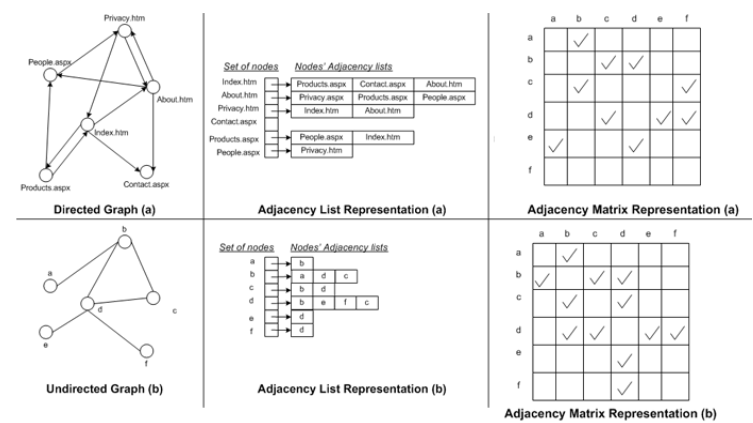 Privacy.htm
People.aspx
About.htm
Index.htm
Products.aspx
Contact.aspx
Directed Graph (a)
Set of nodes Nodes' Adjacency lists
Index.htm Products.aspx Contact.aspx About.htm
About.htm Privacy.aspx Products.aspx People.aspx
Privacy.htm Index.htm About.htm
Contact.aspx
Products.aspx People.aspx Index.htm
People.aspx Privacy.htm
Adjacency List Representation (a)
a b c d e f
a
b
c
d
e
f
Adjacency Matrix Representation (a)
b
a
d
c
e
f
Undirected Graph (b)
Set of nodes Nodes' Adjacency lists
a b
b a d c
c b d
d b e f c
e d
f d
Adjacency List Representation (b)
a b c d e f
a
b
c
d
e
f
Adjacency Matrix Representation (b)